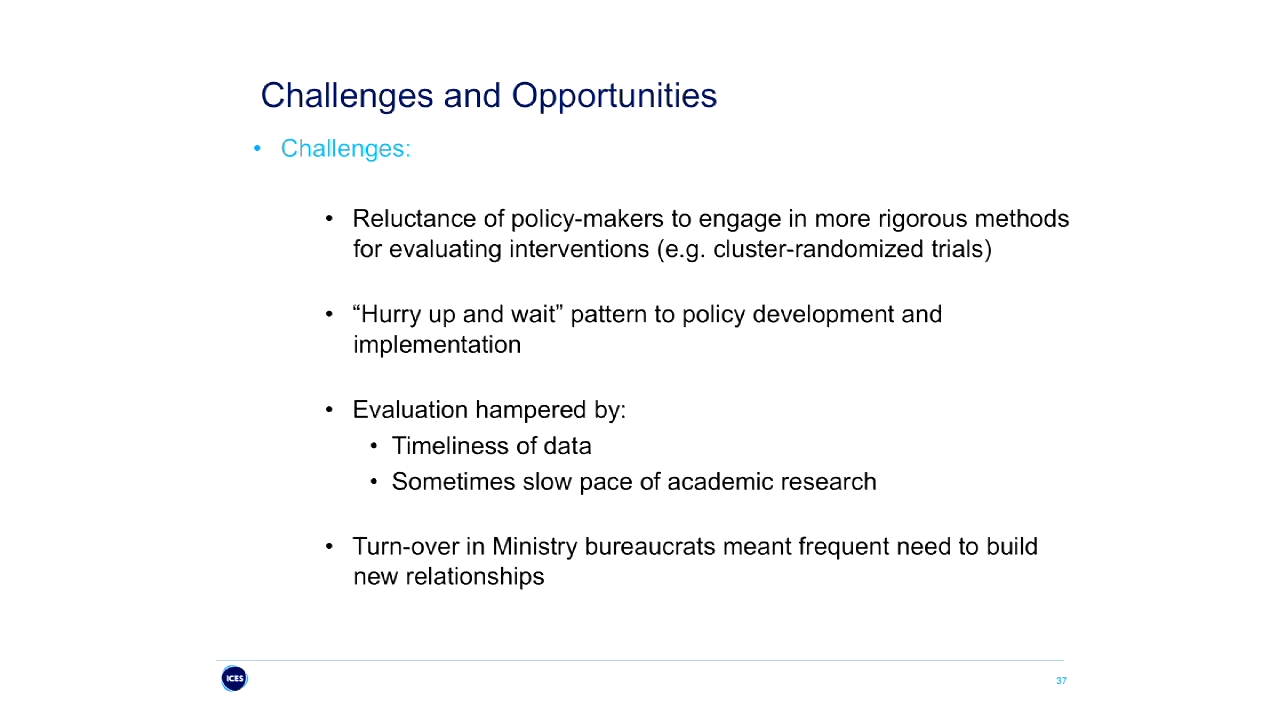 Challenges and Opportunities
• Challenges:
• Reluctance of policy-makers to engage in more rigorous methods
for evaluating interventions (e.g. cluster-randomized trials)
• “Hurry up and wait” pattern to policy development and
implementation
• Evaluation hampered by:
• Timeliness of data
• Sometimes slow pace of academic research
• Turn-over in Ministry bureaucrats meant frequent need to build
new relationships
ICES
37